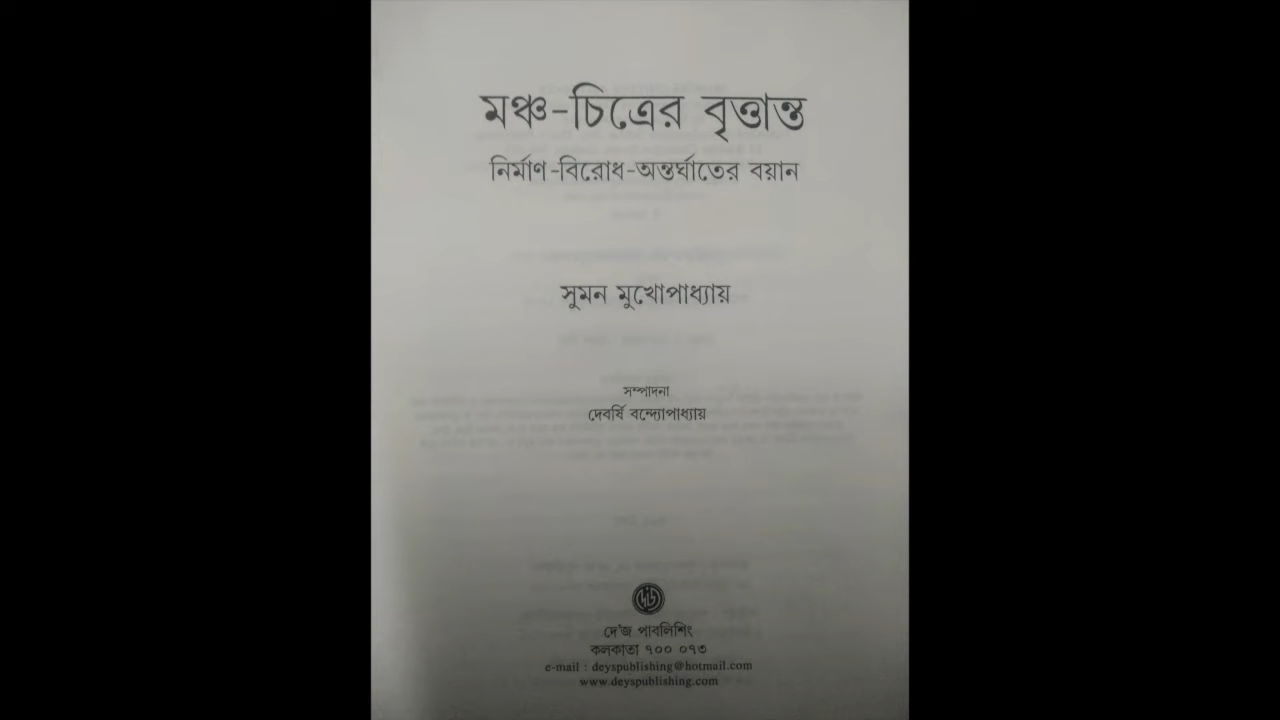 মঞ্চ-চিত্রের বৃত্তান্ত
নির্মাণ-বিরোধ-অন্তর্ঘাতের বয়ান
সুমন মুখোপাধ্যায়
সম্পাদনা
দেবর্ষি বন্দ্যোপাধ্যায়
দে'জ পাবলিশিং
কলকাতা ৭০০ ০৭৩
e-mail : deyspublishing@hotmail.com
www.deyspublishing.com